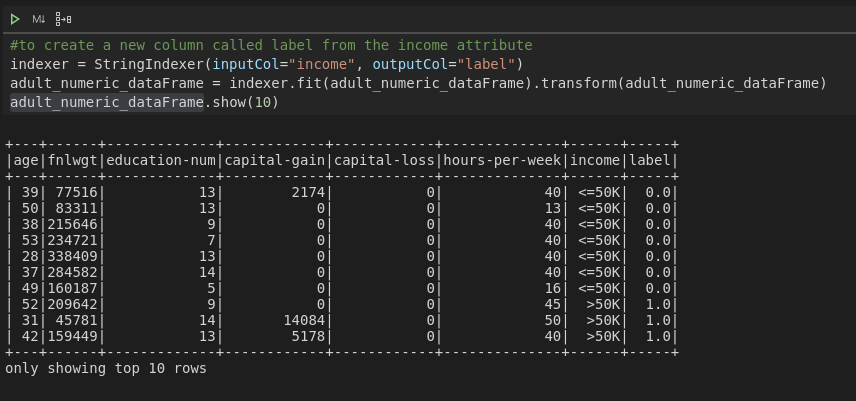 M↓
#to create a new column called label from the income attribute
indexer = StringIndexer(inputCol="income", outputCol="label")
adult_numeric_dataFrame = indexer.fit(adult_numeric_dataFrame).transform(adult_numeric_dataFrame)
adult_numeric_dataFrame.show(10)
+---+------+-------------+------------+------------+--------------+------+-----+
|age|fnlwgt|education-num|capital-gain|capital-loss|hours-per-week|income|label|
+---+------+-------------+------------+------------+--------------+------+-----+
| 39| 77516|           13|        2174|           0|            40| <=50K|  0.0|
| 50| 83311|           13|           0|           0|            13| <=50K|  0.0|
| 38|215646|            9|           0|           0|            40| <=50K|  0.0|
| 53|234721|            7|           0|           0|            40| <=50K|  0.0|
| 28|338409|           13|           0|           0|            40| <=50K|  0.0|
| 37|284582|           14|           0|           0|            40| <=50K|  0.0|
| 49|160187|            5|           0|           0|            16| <=50K|  0.0|
| 52|209642|            9|           0|           0|            45|  >50K|  1.0|
| 31| 45781|           14|       14084|           0|            50|  >50K|  1.0|
| 42|159449|           13|        5178|           0|            40|  >50K|  1.0|
+---+------+-------------+------------+------------+--------------+------+-----+
only showing top 10 rows